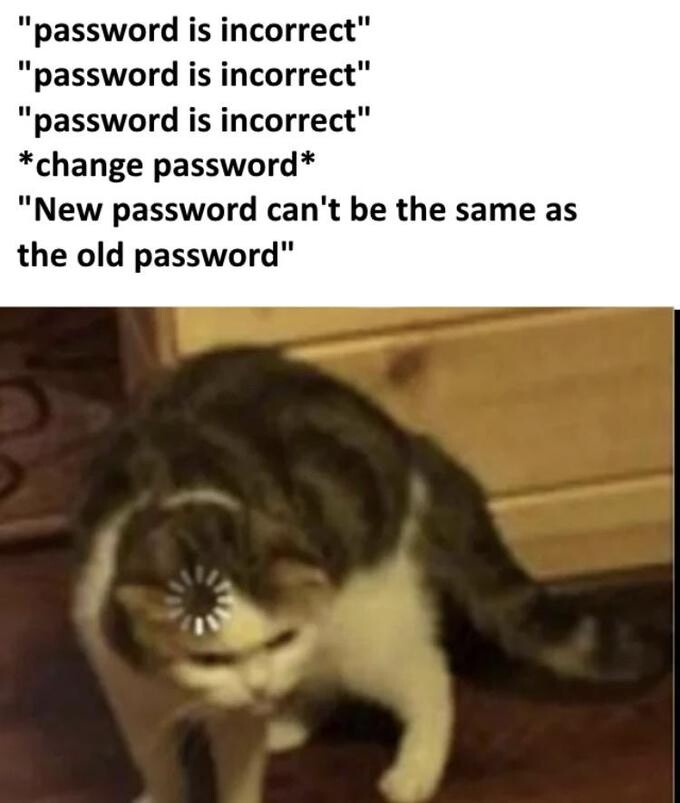 "password is incorrect"
"password is incorrect"
"password is incorrect"
*change password*
"New password can't be the same as
the old password"